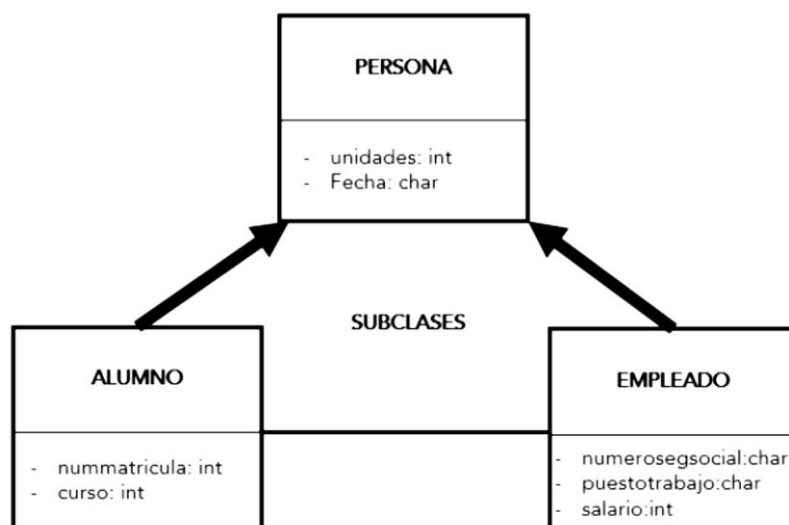 PERSONA
- unidades: int
- Fecha: char
SUBCLASES
ALUMNO
- nummatricula: int
- curso: int
EMPLEADO
- numerosegsocial:char
- puestotrabajo:char
- salario:int